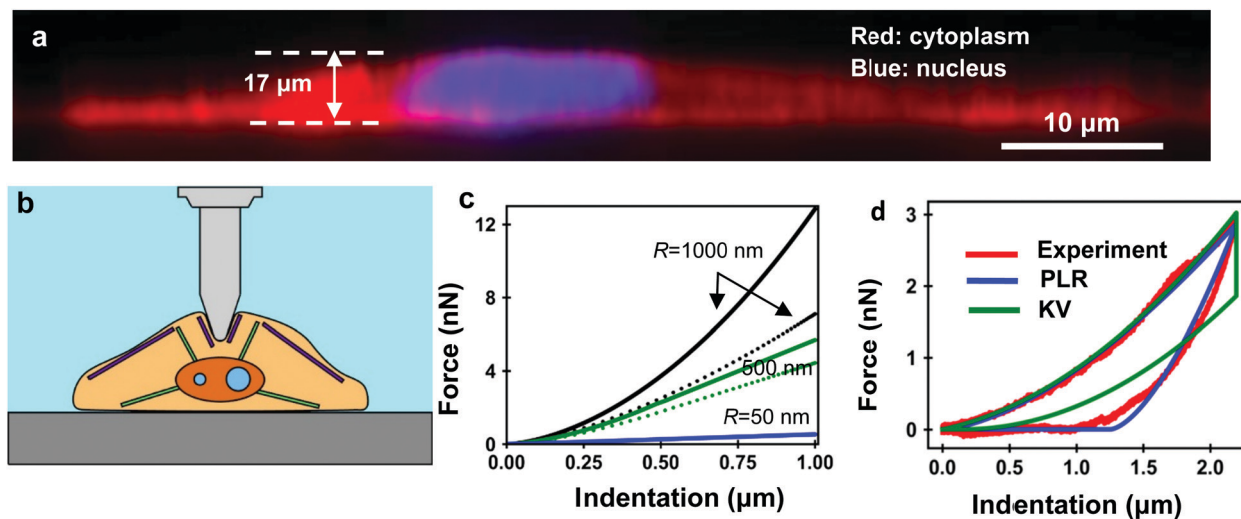 a
Red: cytoplasm
Blue: nucleus
17 μm
10 μm
b
c
Force (nN)
12
8
4
0
R=1000 nm
500 nm
R=50 nm
0.00 0.25 0.50 0.75 1.00
Indentation (μm)
d
Force (nN)
3
2
1
0
Experiment
PLR
KV
0.0 0.5 1.0 1.5 2.0
Indentation (μm)